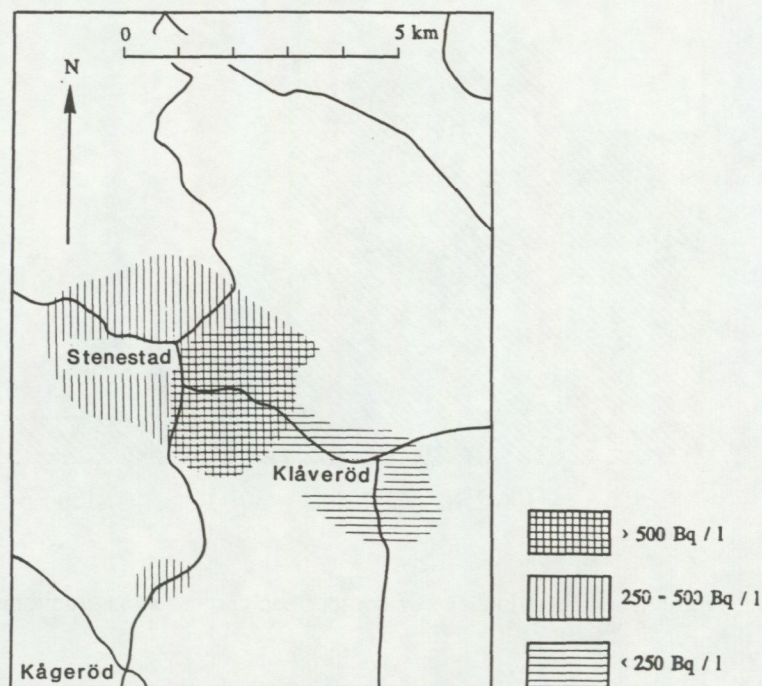 0 5 km
N
Stenestad
Klåveröd
> 500 Bq / l
250 - 500 Bq / l
< 250 Bq / l
Kågeröd